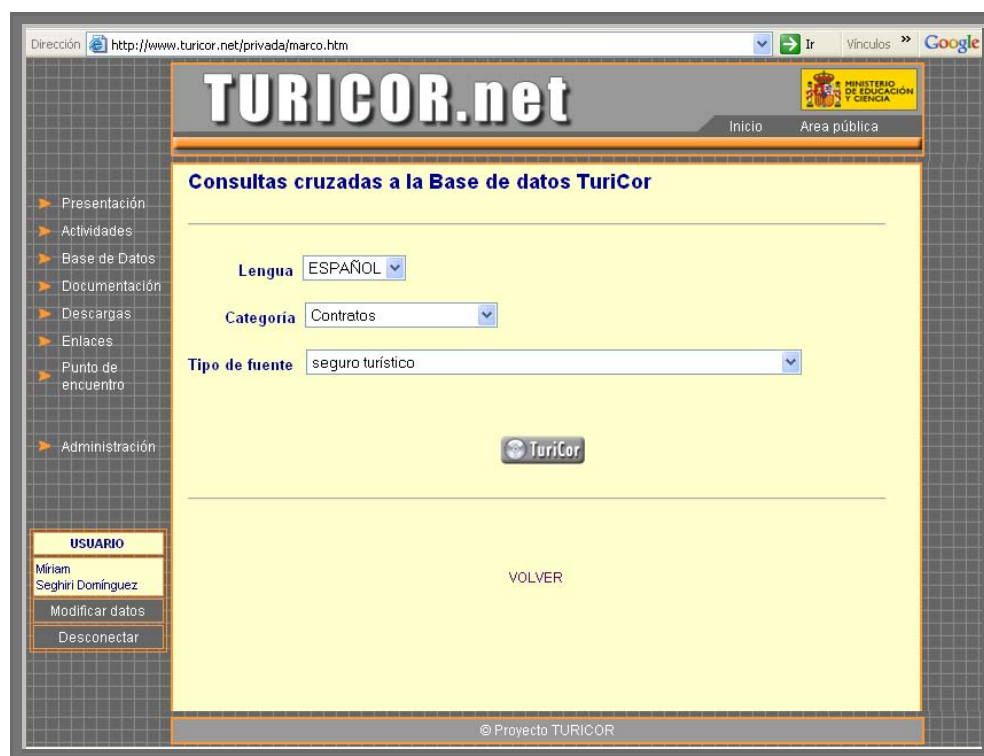 Dirección http://www.turicor.net/privada/marco.htm Ir Vínculos » Google
TURICOR.net
MINISTERIO
DE EDUCACIÓN
Y CIENCIA
Inicio Area pública
Consultas cruzadas a la Base de datos TuriCor
Presentación
Actividades
Base de Datos
Documentación
Descargas
Enlaces
Punto de
encuentro
Administración
Lengua ESPAÑOL
Categoría Contratos
Tipo de fuente seguro turístico
TuriCor
USUARIO
Míriam
Seghiri Domínguez
Modificar datos
Desconectar
VOLVER
© Proyecto TURICOR